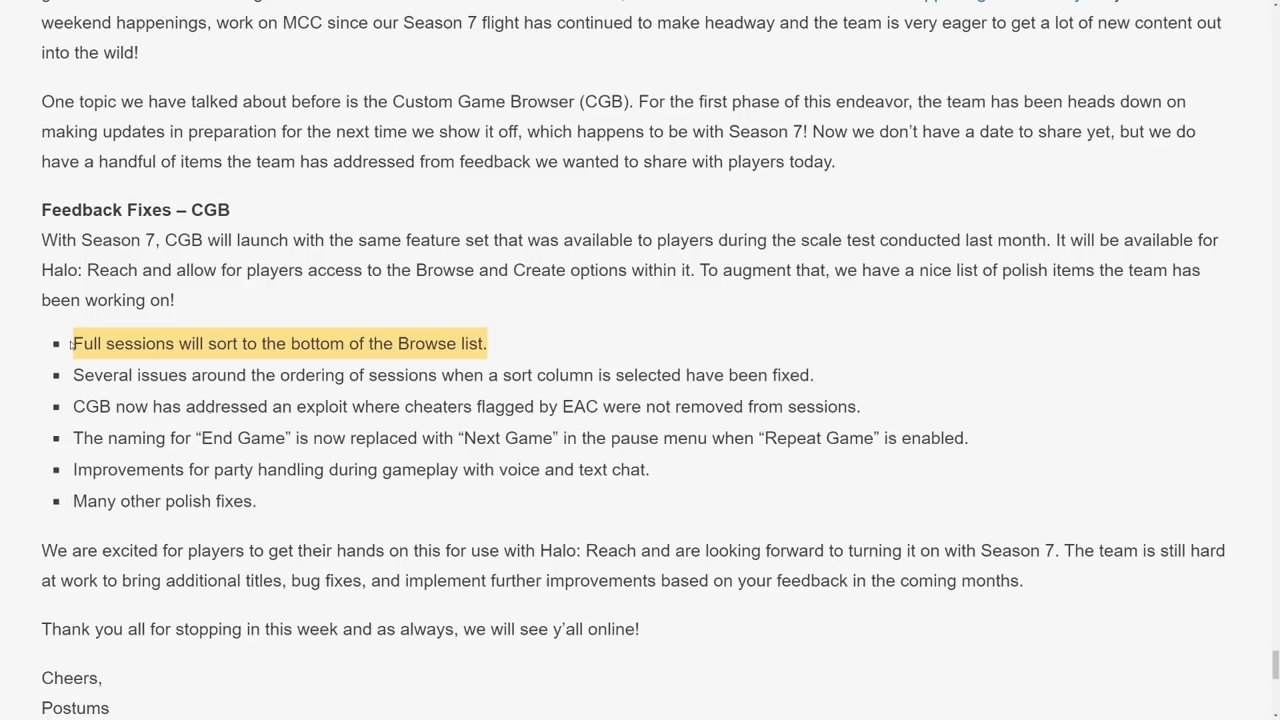 weekend happenings, work on MCC since our Season 7 flight has continued to make headway and the team is very eager to get a lot of new content out
into the wild!
One topic we have talked about before is the Custom Game Browser (CGB). For the first phase of this endeavor, the team has been heads down on
making updates in preparation for the next time we show it off, which happens to be with Season 7! Now we don’t have a date to share yet, but we do
have a handful of items the team has addressed from feedback we wanted to share with players today.
Feedback Fixes – CGB
With Season 7, CGB will launch with the same feature set that was available to players during the scale test conducted last month. It will be available for
Halo: Reach and allow for players access to the Browse and Create options within it. To augment that, we have a nice list of polish items the team has
been working on!
▪ Full sessions will sort to the bottom of the Browse list.
▪ Several issues around the ordering of sessions when a sort column is selected have been fixed.
▪ CGB now has addressed an exploit where cheaters flagged by EAC were not removed from sessions.
▪ The naming for “End Game” is now replaced with “Next Game” in the pause menu when “Repeat Game” is enabled.
▪ Improvements for party handling during gameplay with voice and text chat.
▪ Many other polish fixes.
We are excited for players to get their hands on this for use with Halo: Reach and are looking forward to turning it on with Season 7. The team is still hard
at work to bring additional titles, bug fixes, and implement further improvements based on your feedback in the coming months.
Thank you all for stopping in this week and as always, we will see y’all online!
Cheers,
Postums